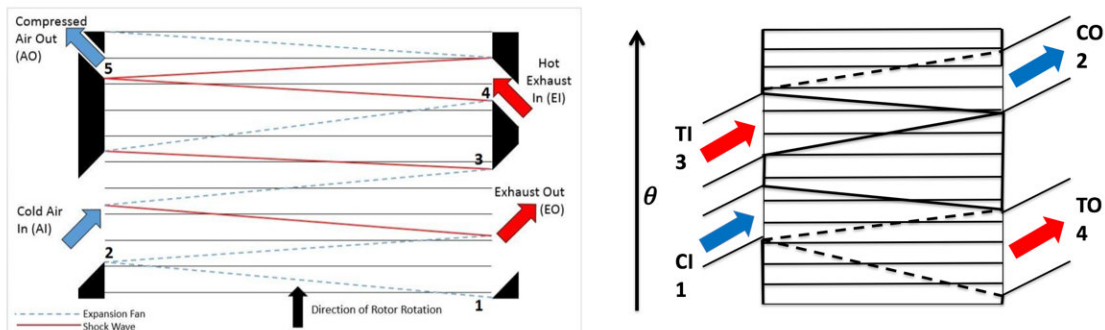 Compressed
Air Out
(AO)
5
Hot
Exhaust
In (EI)
4
3
Cold Air
In (AI)
Exhaust Out
(EO)
2
1
Direction of Rotor Rotation
Expansion Fan
Shock Wave
θ
CO
2
TI
3
CI
1
TO
4